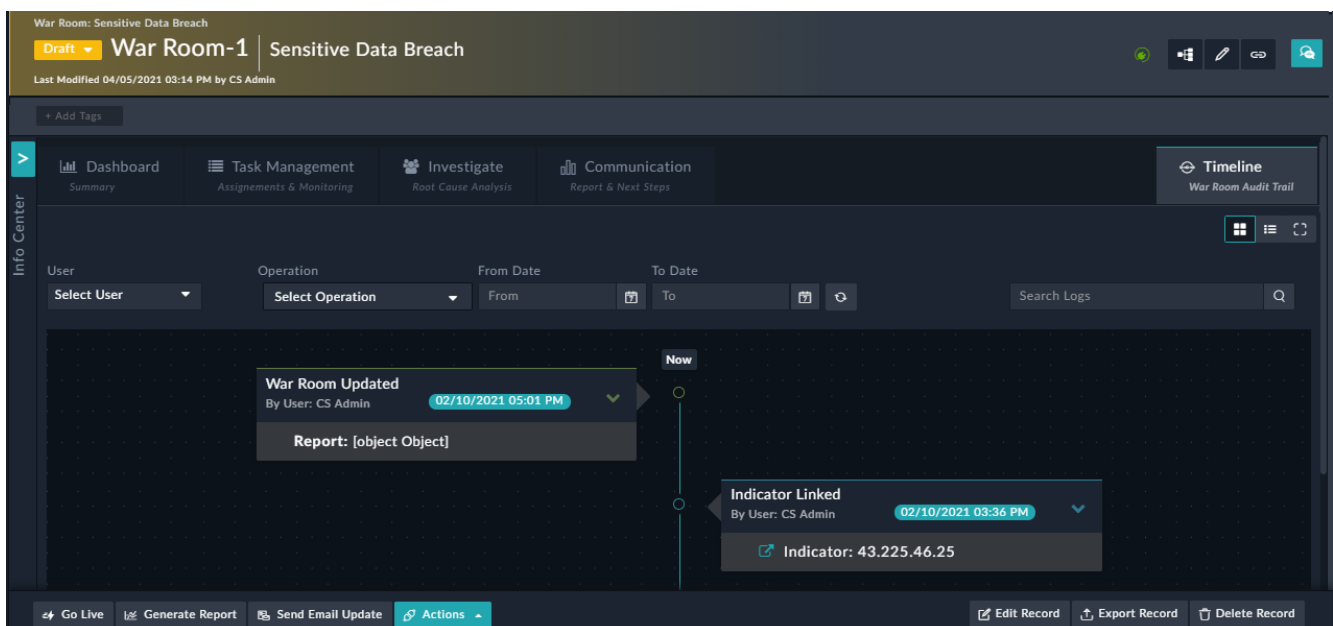 War Room: Sensitive Data Breach
Draft War Room-1 Sensitive Data Breach
Last Modified 04/05/2021 03:14 PM by CS Admin
+ Add Tags
>
Info Center
Dashboard
Summary
Task Management
Assignements & Monitoring
Investigate
Root Cause Analysis
Communication
Report & Next Steps
Timeline
War Room Audit Trail
User
Select User
Operation
Select Operation
From Date
From
To Date
To
Search Logs
Now
War Room Updated
By User: CS Admin 02/10/2021 05:01 PM
Report: [object Object]
Indicator Linked
By User: CS Admin 02/10/2021 03:36 PM
Indicator: 43.225.46.25
Go Live Generate Report Send Email Update Actions Edit Record Export Record Delete Record